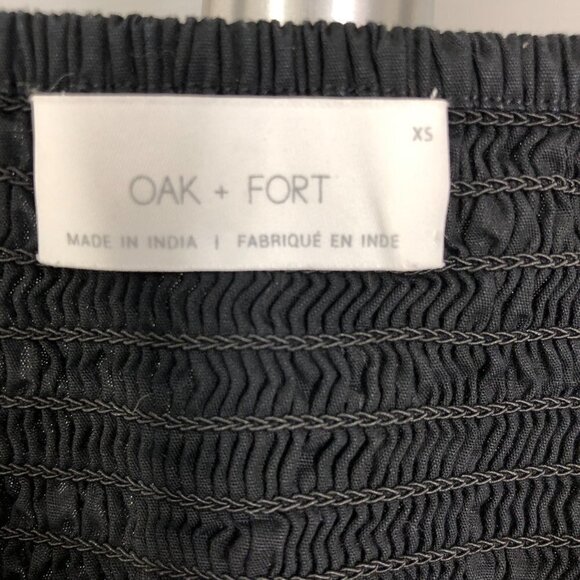 XS
OAK + FORT
MADE IN INDIA | FABRIQUÉ EN INDE